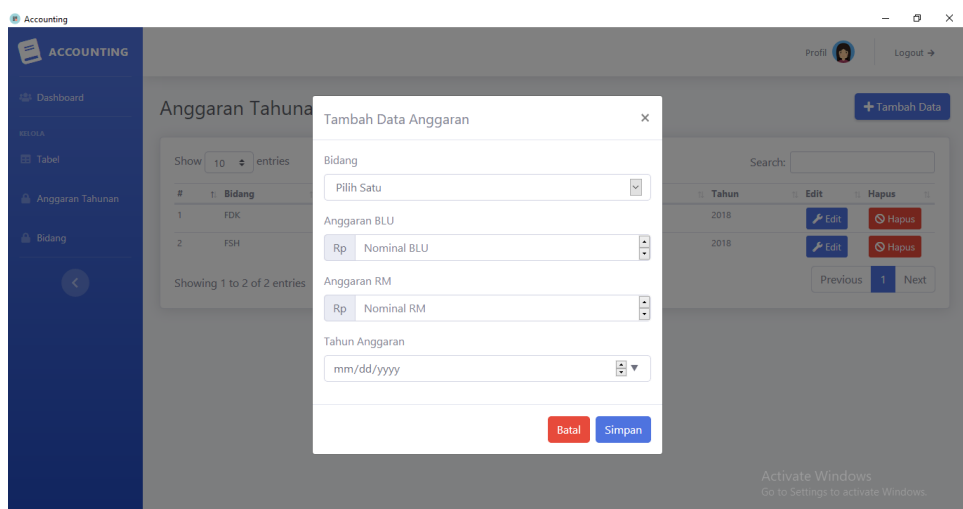 Accounting
ACCOUNTING
Profil
Logout →
Dashboard
Anggaran Tahuna
+ Tambah Data
KELOLA
Tabel
Anggaran Tahunan
Bidang
Show 10 entries
Search:
# Bidang Tahun Edit Hapus
1 FDK 2018 Edit Hapus
2 FSH 2018 Edit Hapus
Showing 1 to 2 of 2 entries
Previous 1 Next
Tambah Data Anggaran ×
Bidang
Pilih Satu
Anggaran BLU
Rp Nominal BLU
Anggaran RM
Rp Nominal RM
Tahun Anggaran
mm/dd/yyyy
Batal Simpan
Activate Windows
Go to Settings to activate Windows.